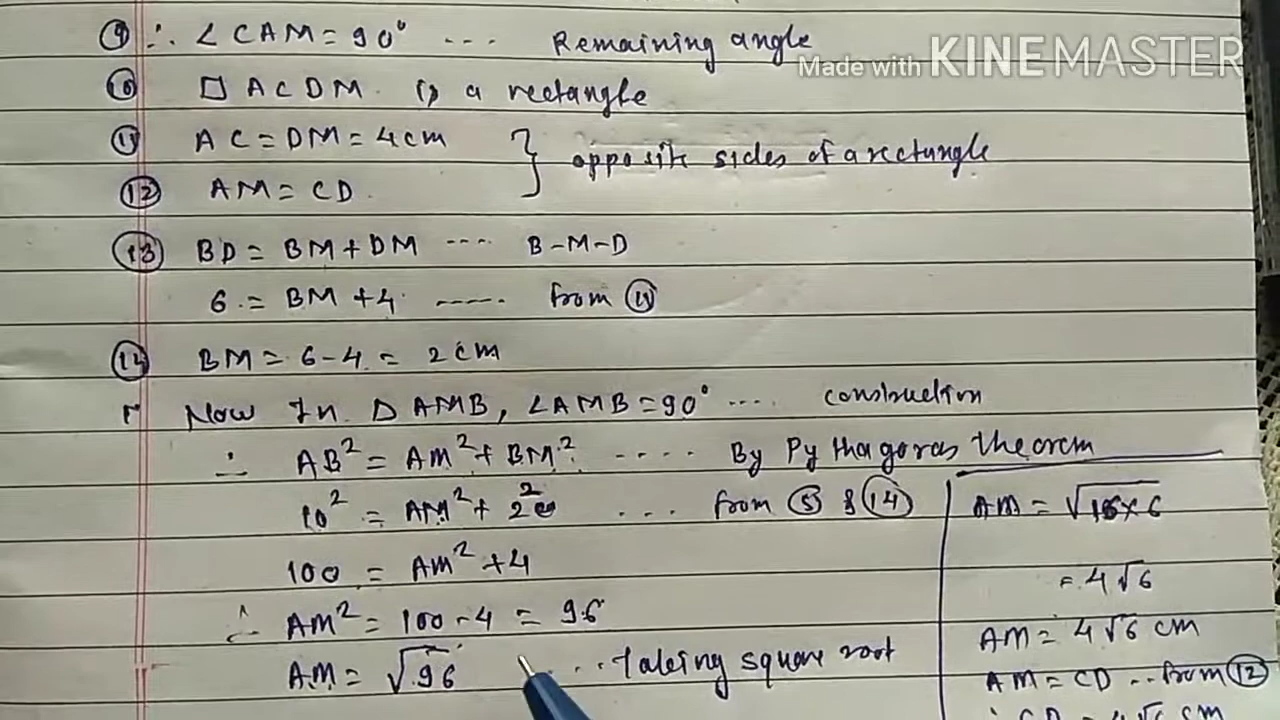 ⑨ ∴ ∠CAM = 90° ... Remaining angle
Made with KINEMASTER
⑩ □ ACDM is a rectangle
⑪ AC = DM = 4cm } opposite sides of a rectangle
⑫ AM = CD
⑬ BD = BM + DM .... B-M-D
6 = BM + 4 ...... from ⑪
⑭ BM = 6-4 = 2cm
Now In △AMB, ∠AMB = 90° .... construction
∴ AB² = AM² + BM² ..... By Pythagoras theorem
10² = AM² + 2² ... from ⑤ & ⑭
100 = AM² + 4
∴ AM² = 100 - 4 = 96
AM = √96 ... Taking square root
AM = √16×6
= 4√6
AM = 4√6 cm
AM = CD .. from ⑫
∴ CD = 4√6 cm